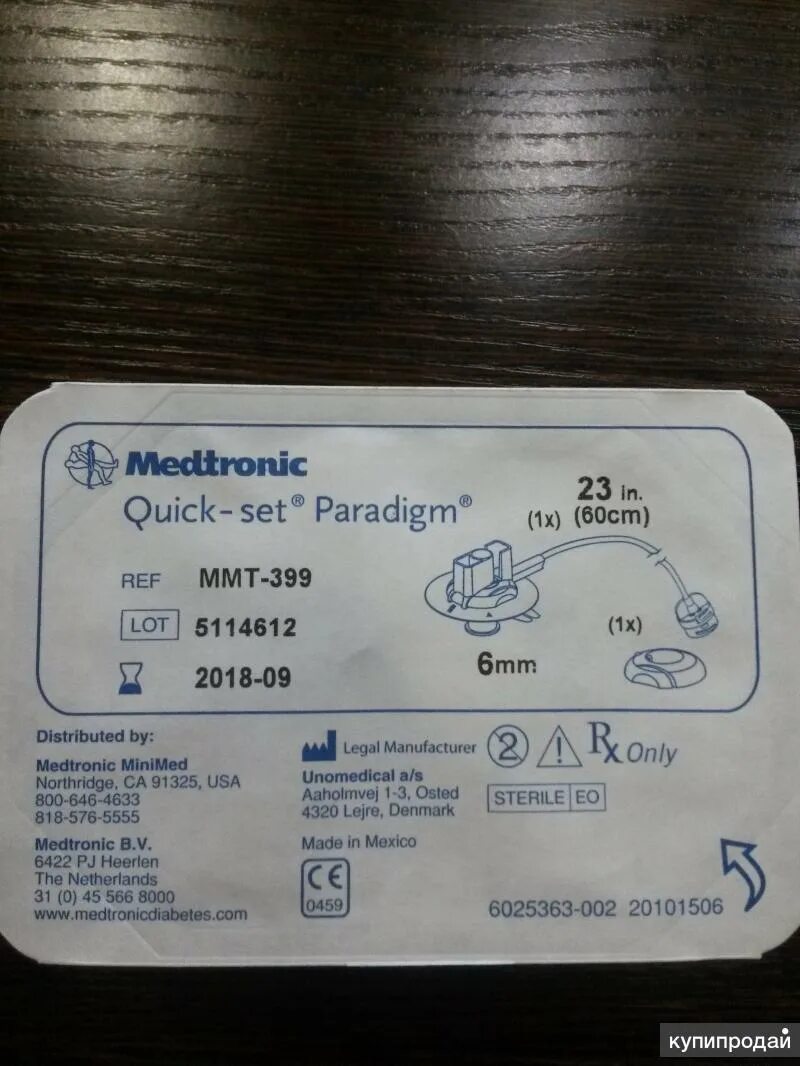 Medtronic
Quick-set® Paradigm®
23 in.
(1x) (60cm)
REF MMT-399
LOT 5114612
(1x)
2018-09
6mm
Distributed by:
Medtronic MiniMed
Northridge, CA 91325, USA
800-646-4633
818-576-5555
Medtronic B.V.
6422 PJ Heerlen
The Netherlands
31 (0) 45 566 8000
www.medtronicdiabetes.com
Legal Manufacturer
Unomedical a/s
Aaholmvej 1-3, Osted
4320 Lejre, Denmark
Made in Mexico
CE
0459
2
!
Rx Only
STERILE EO
6025363-002 20101506
купипродай